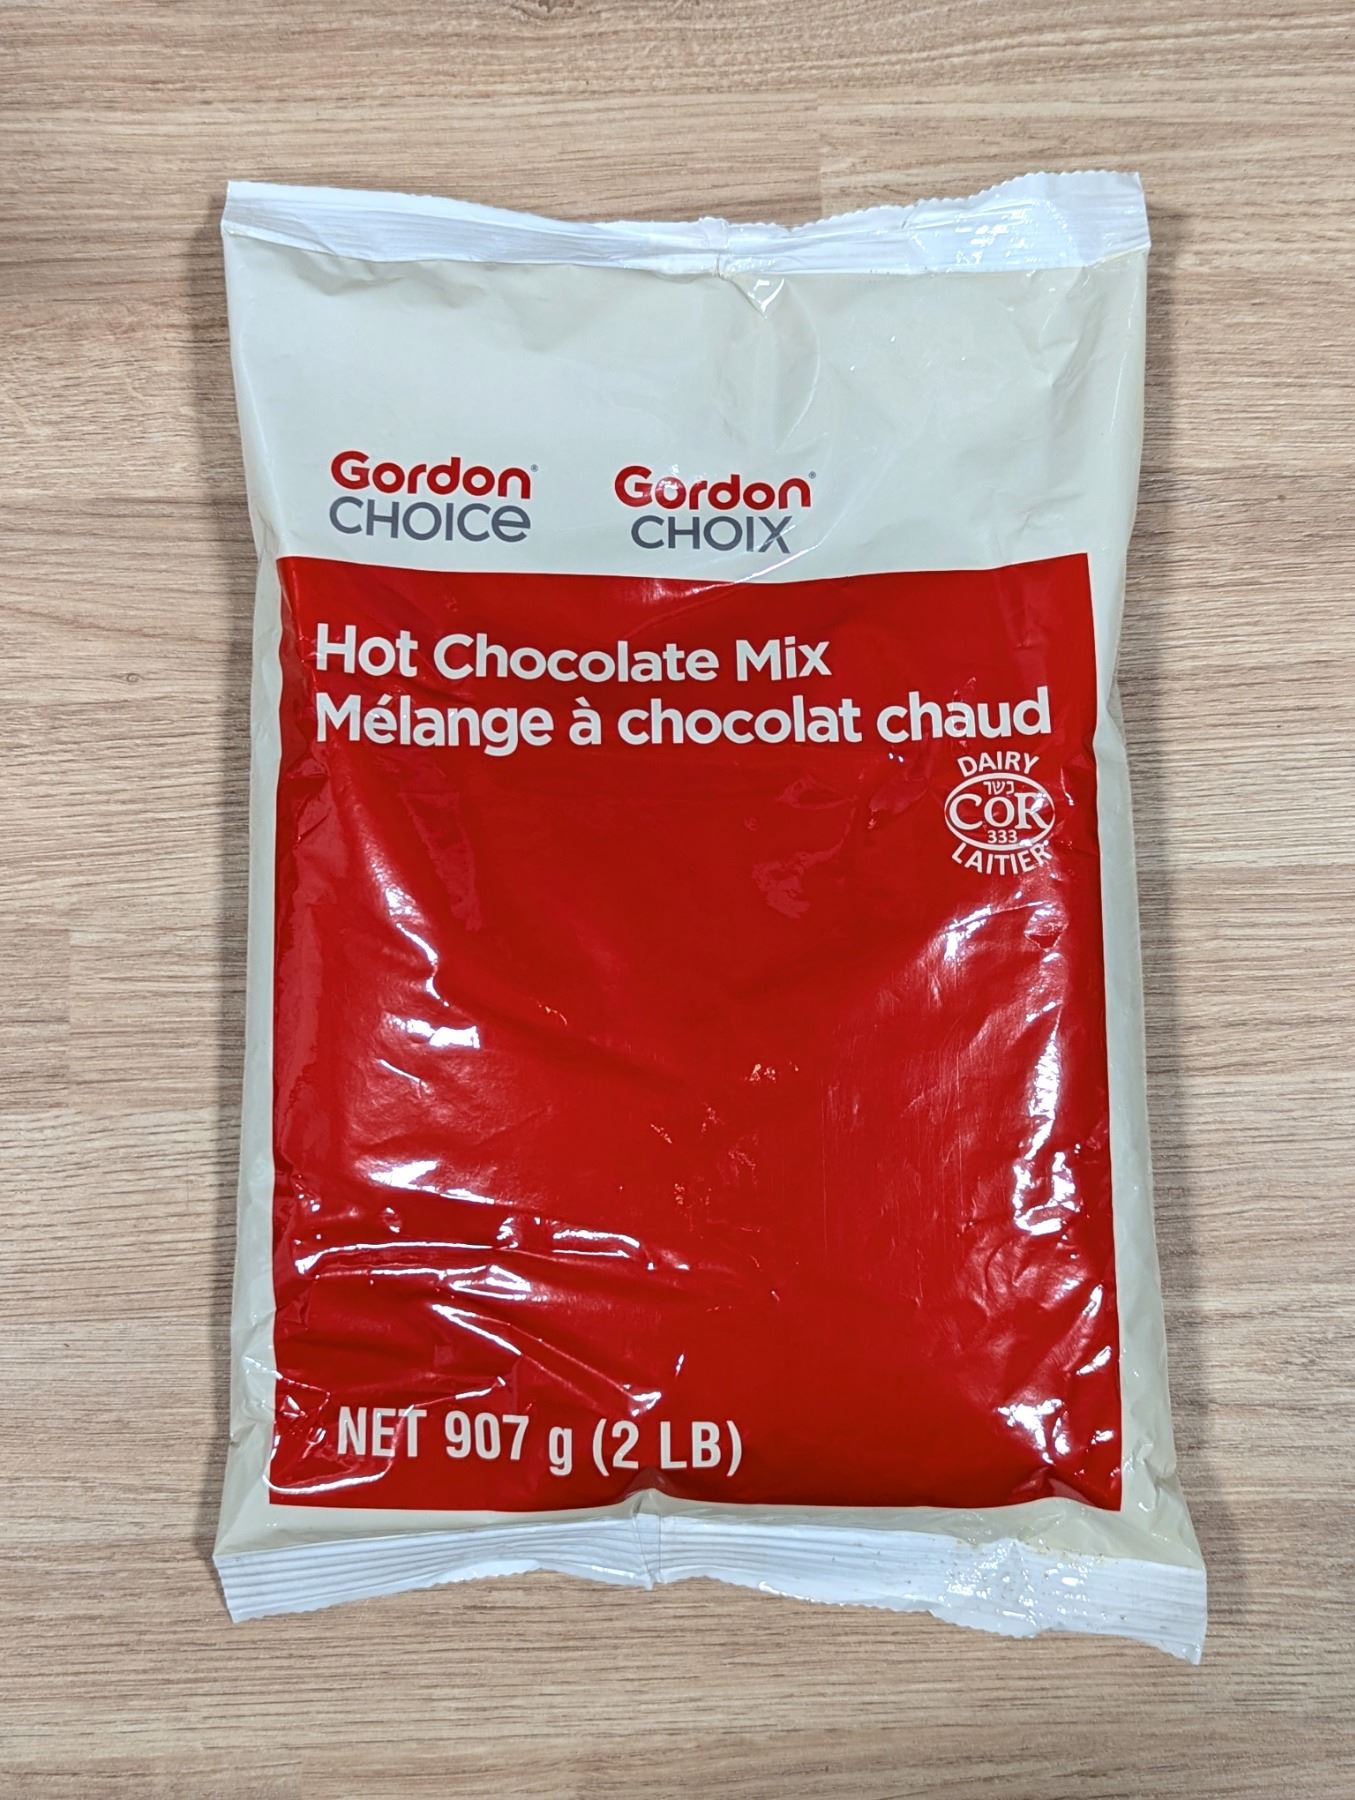 Gordon®
CHOICe
Gordon®
CHOIX
Hot Chocolate Mix
Mélange à chocolat chaud
DAIRY
כשר
COR
333
LAITIER
NET 907 g (2 LB)